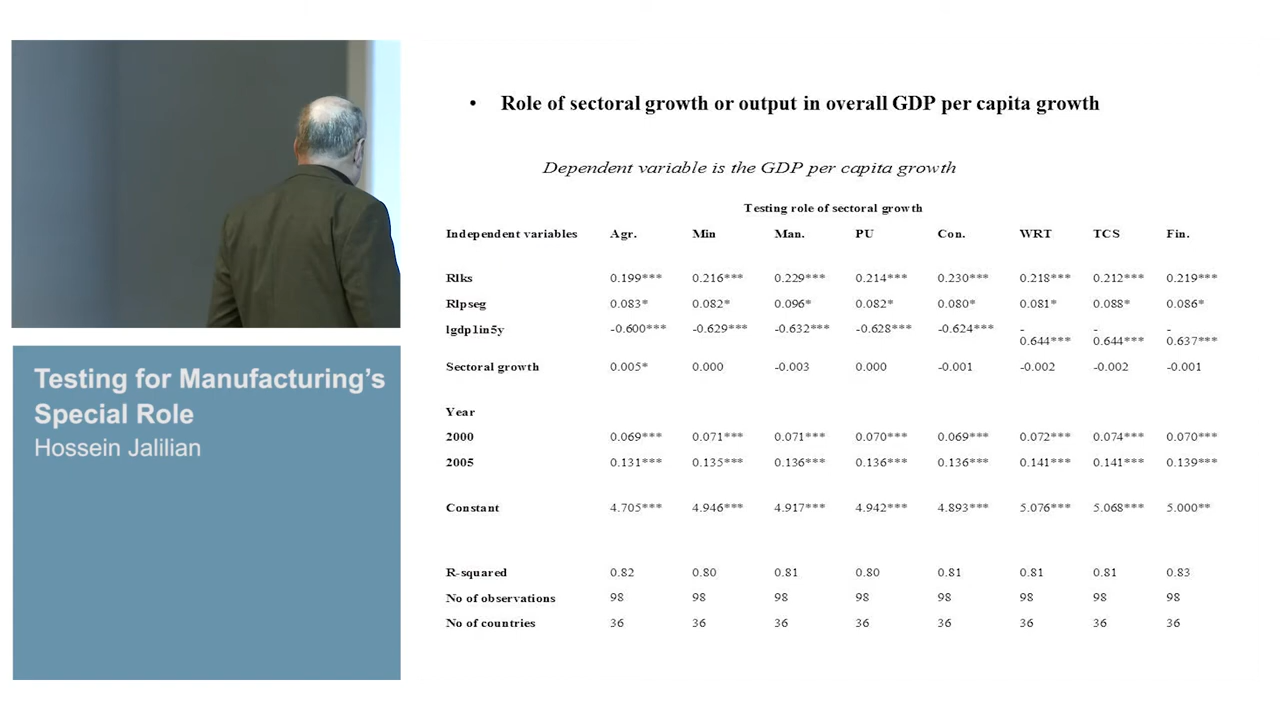 Testing for Manufacturing's
Special Role
Hossein Jalilian
• Role of sectoral growth or output in overall GDP per capita growth
Dependent variable is the GDP per capita growth
Testing role of sectoral growth
Independent variables Agr. Min Man. PU Con. WRT TCS Fin.
Rlks 0.199*** 0.216*** 0.229*** 0.214*** 0.230*** 0.218*** 0.212*** 0.219***
Rlpseg 0.083* 0.082* 0.096* 0.082* 0.080* 0.081* 0.088* 0.086*
lgdp1in5y -0.600*** -0.629*** -0.632*** -0.628*** -0.624*** - - -
0.644*** 0.644*** 0.637***
Sectoral growth 0.005* 0.000 -0.003 0.000 -0.001 -0.002 -0.002 -0.001
Year
2000 0.069*** 0.071*** 0.071*** 0.070*** 0.069*** 0.072*** 0.074*** 0.070***
2005 0.131*** 0.135*** 0.136*** 0.136*** 0.136*** 0.141*** 0.141*** 0.139***
Constant 4.705*** 4.946*** 4.917*** 4.942*** 4.893*** 5.076*** 5.068*** 5.000**
R-squared 0.82 0.80 0.81 0.80 0.81 0.81 0.81 0.83
No of observations 98 98 98 98 98 98 98 98
No of countries 36 36 36 36 36 36 36 36